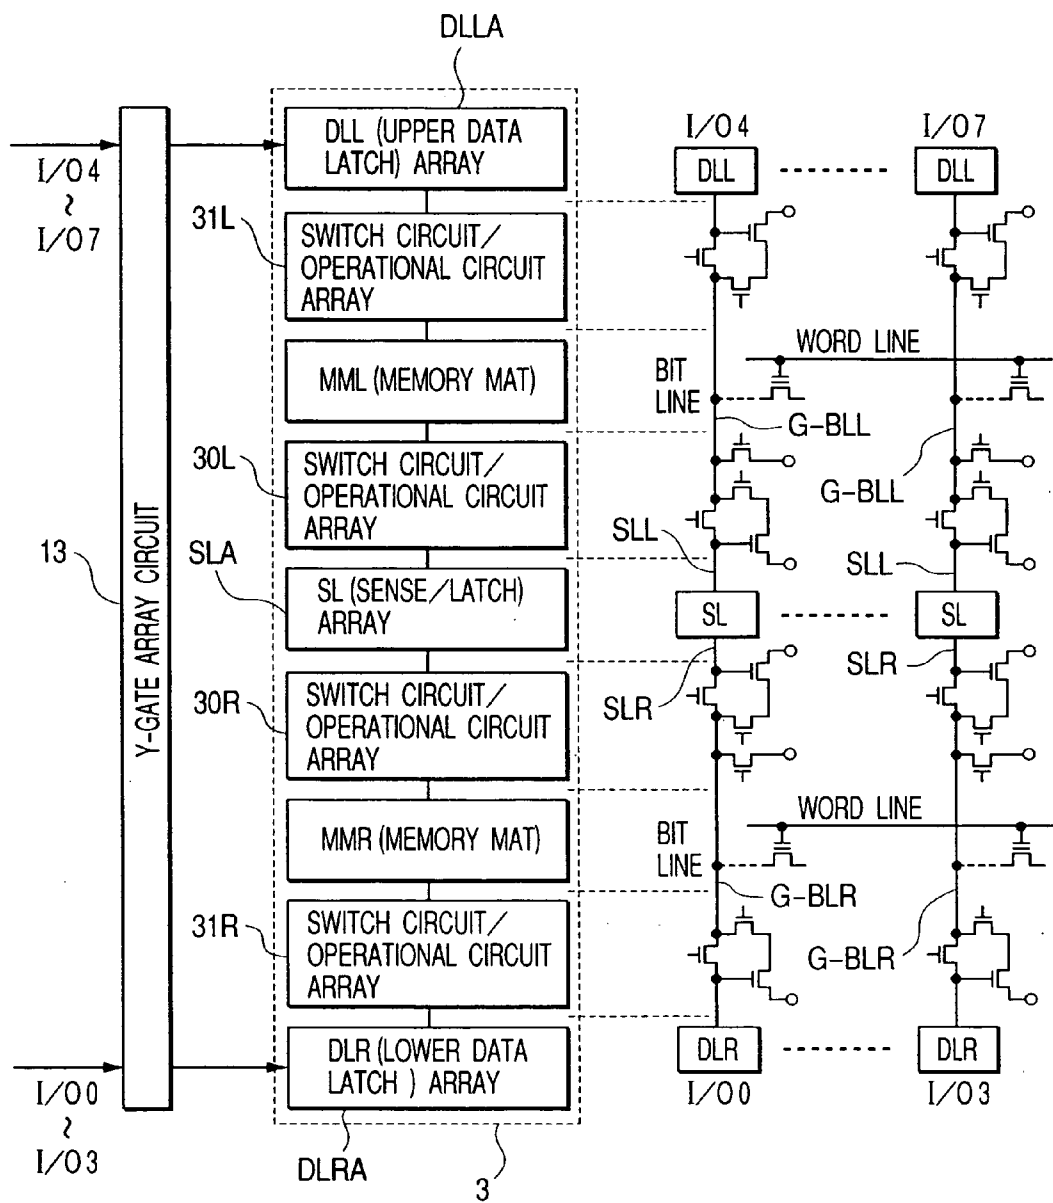 DLLA
I/O4
~
I/O7
DLL (UPPER DATA
LATCH) ARRAY
31L
SWITCH CIRCUIT/
OPERATIONAL CIRCUIT
ARRAY
MML (MEMORY MAT)
30L
SWITCH CIRCUIT/
OPERATIONAL CIRCUIT
ARRAY
13
Y-GATE ARRAY CIRCUIT
SLA
SL (SENSE/LATCH)
ARRAY
30R
SWITCH CIRCUIT/
OPERATIONAL CIRCUIT
ARRAY
MMR (MEMORY MAT)
31R
SWITCH CIRCUIT/
OPERATIONAL CIRCUIT
ARRAY
I/O0
~
I/O3
DLR (LOWER DATA
LATCH ) ARRAY
DLRA
3
I/O4
I/O7
DLL
DLL
WORD LINE
BIT
LINE
G-BLL
G-BLL
SLL
SLL
SL
SL
SLR
SLR
WORD LINE
BIT
LINE
G-BLR
G-BLR
DLR
DLR
I/O0
I/O3